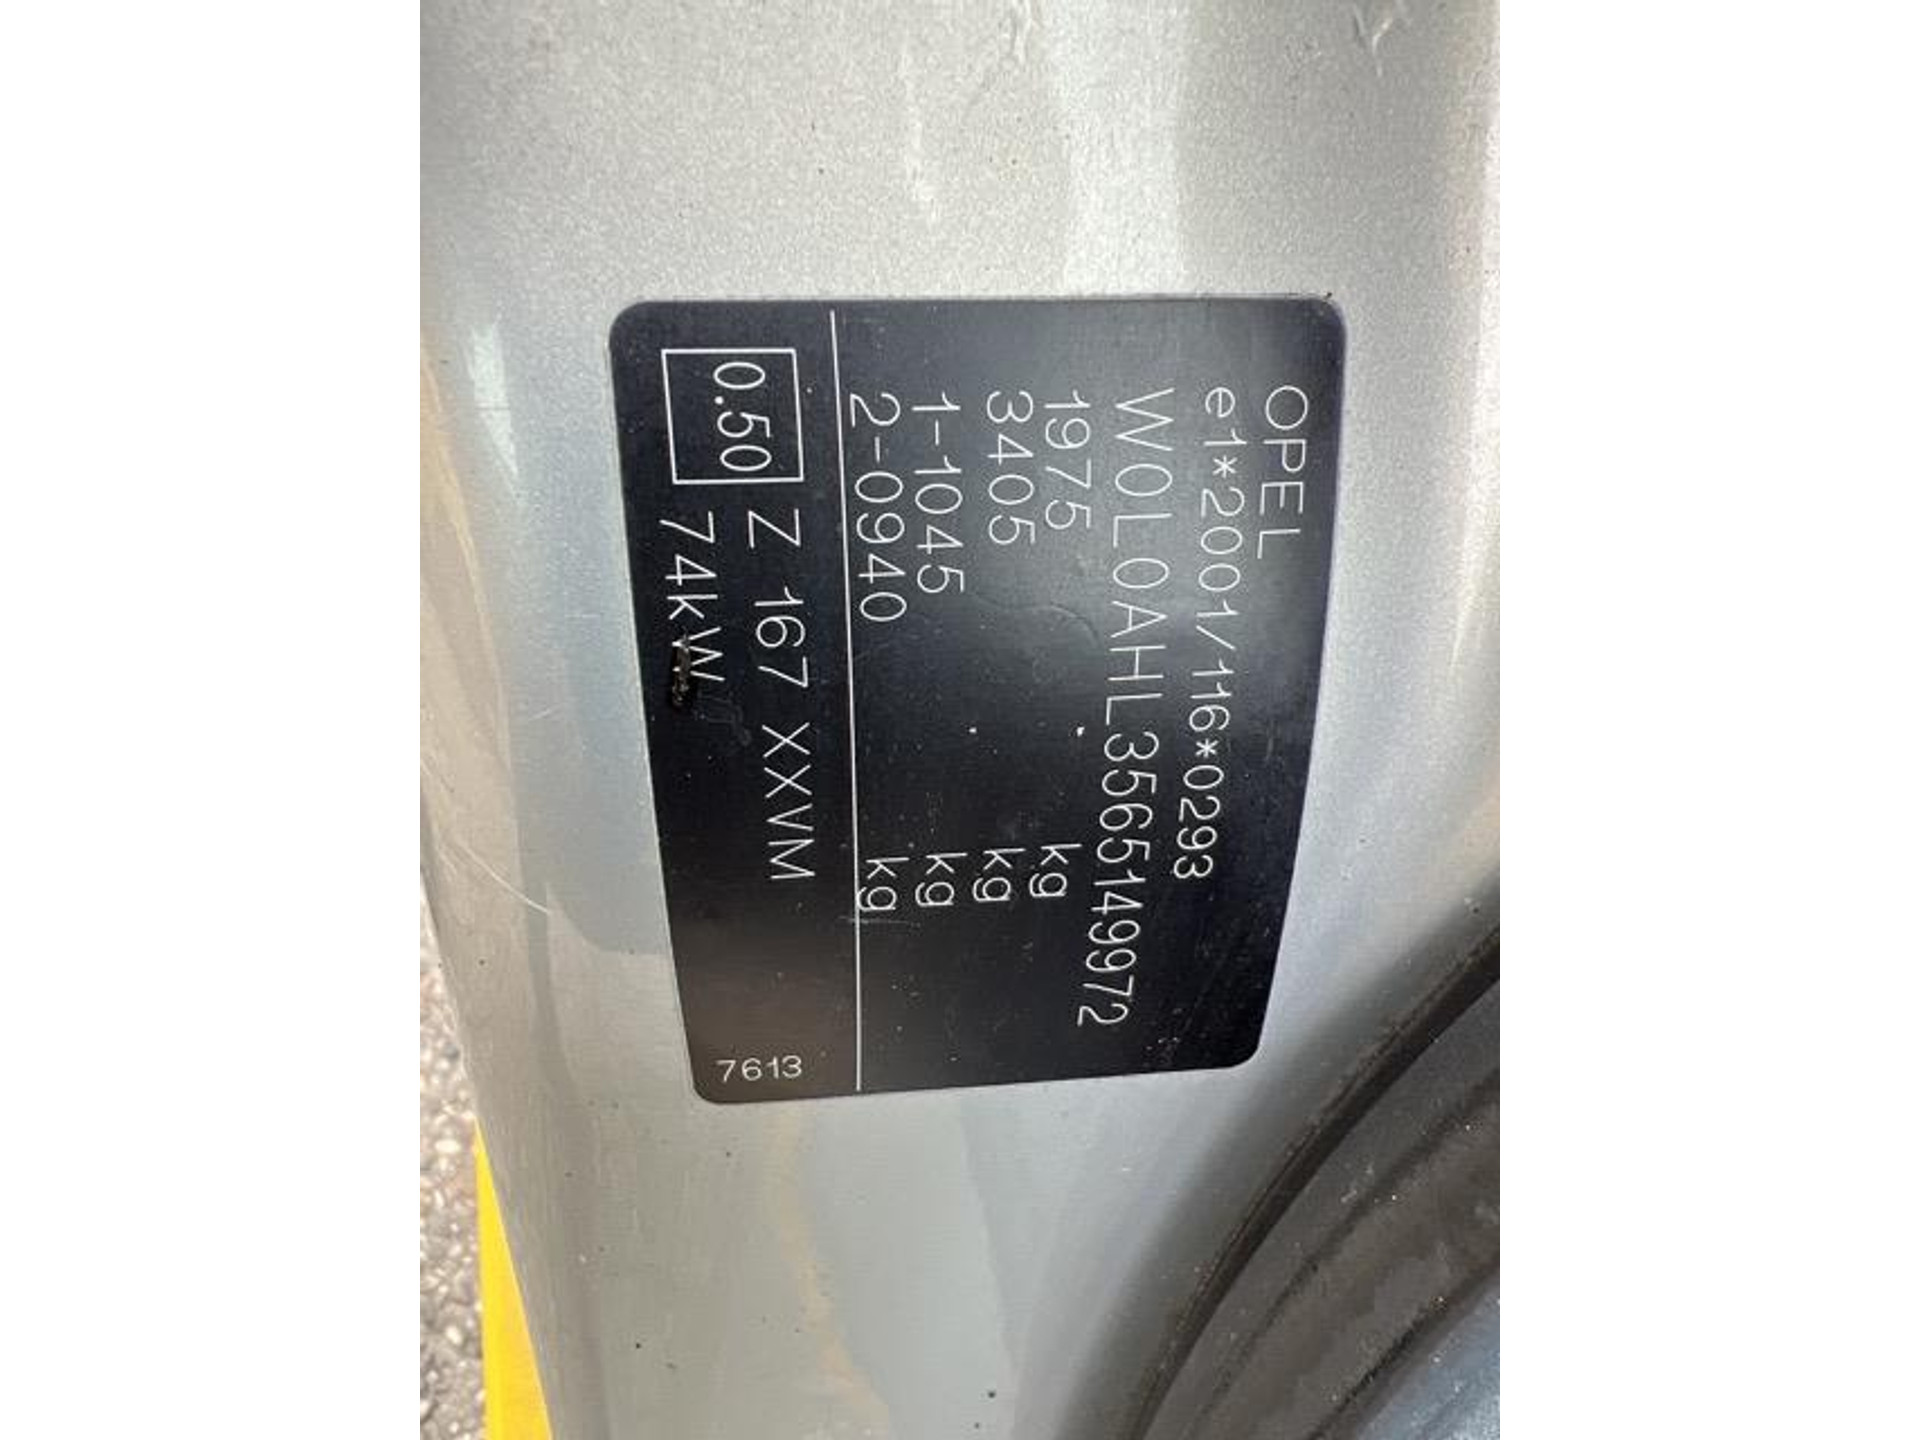 OPEL
e1*2001/116*0293
W0L0AHL3565149972
1975 kg
3405 kg
1-1045 kg
2-0940 kg
0.50 Z 167 XXVM
74kW
7613